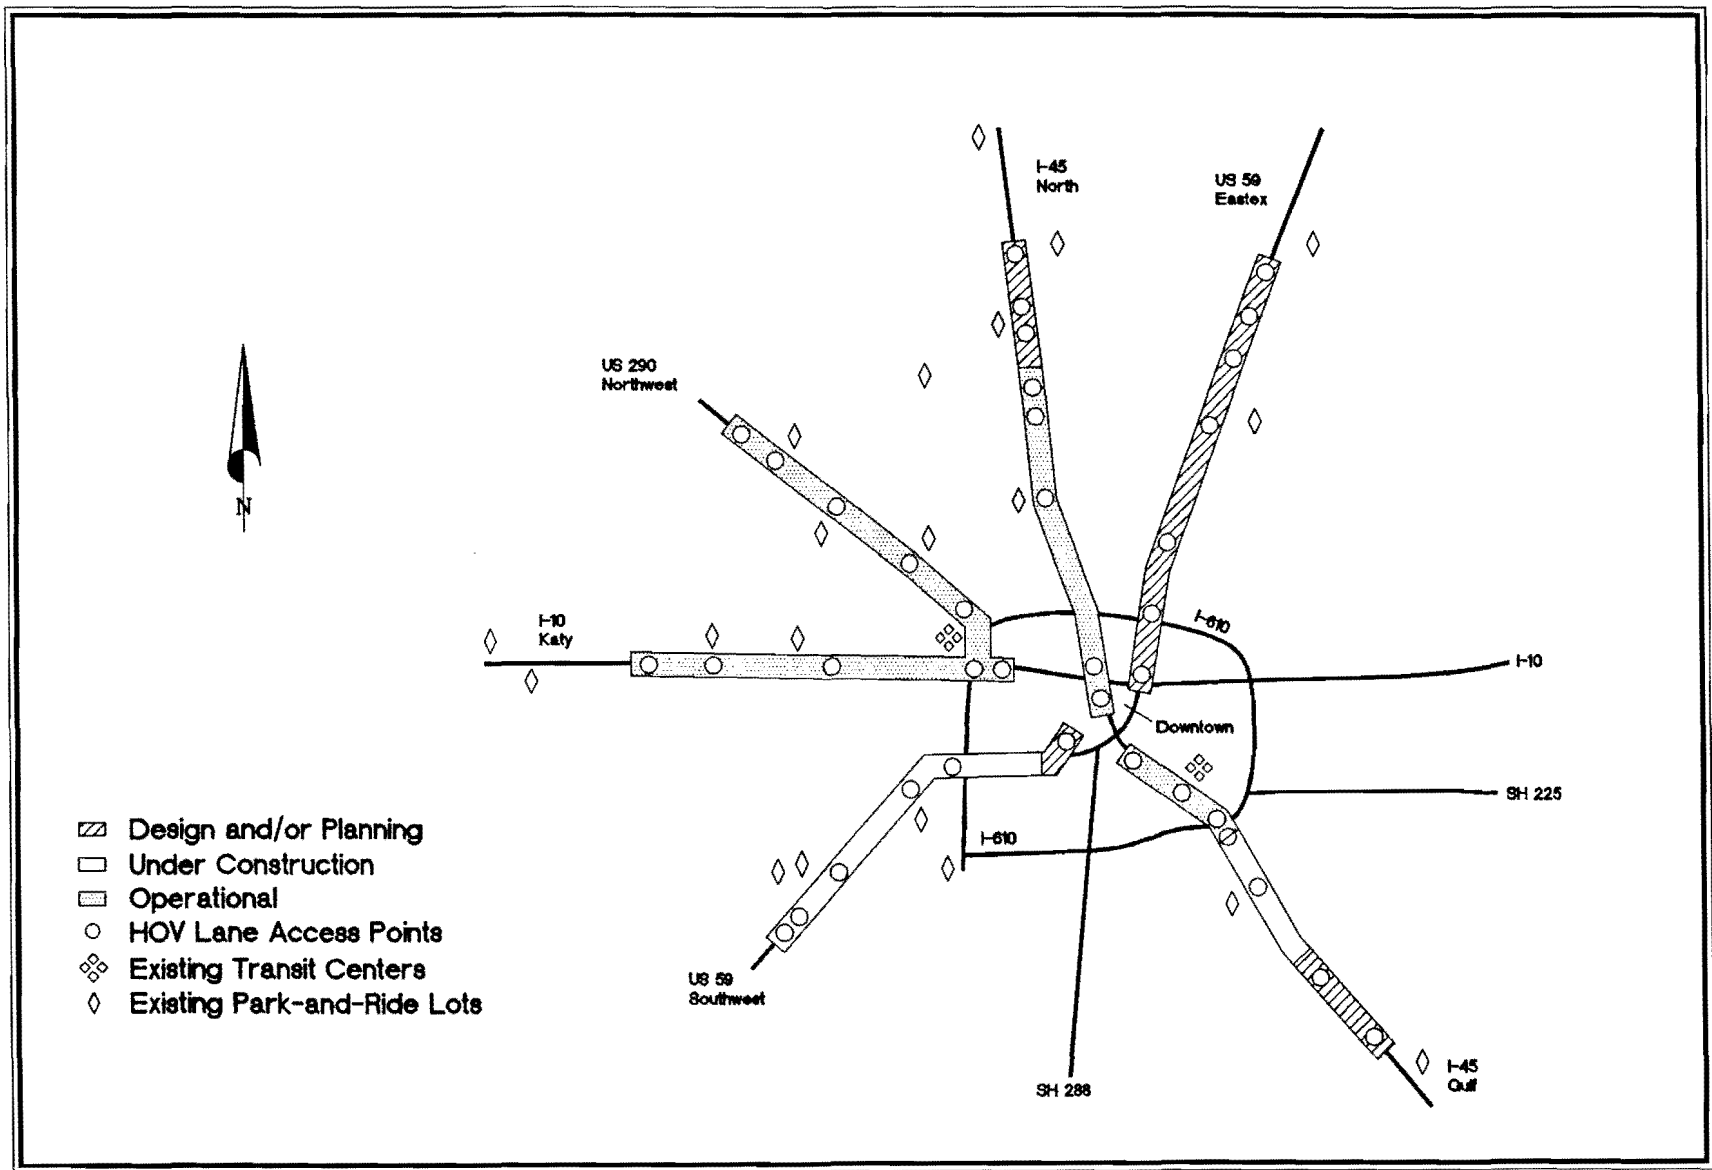 I-45
North
US 59
Eastex
US 290
Northwest
N
I-10
Katy
I-610
I-10
Downtown
SH 225
I-610
Design and/or Planning
Under Construction
Operational
HOV Lane Access Points
Existing Transit Centers
Existing Park-and-Ride Lots
US 59
Southwest
SH 288
I-45
Gulf